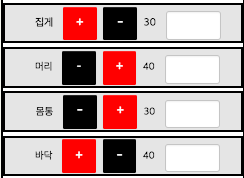 집게 + - 30
머리 - + 40
몸통 - + 30
바닥 + - 40